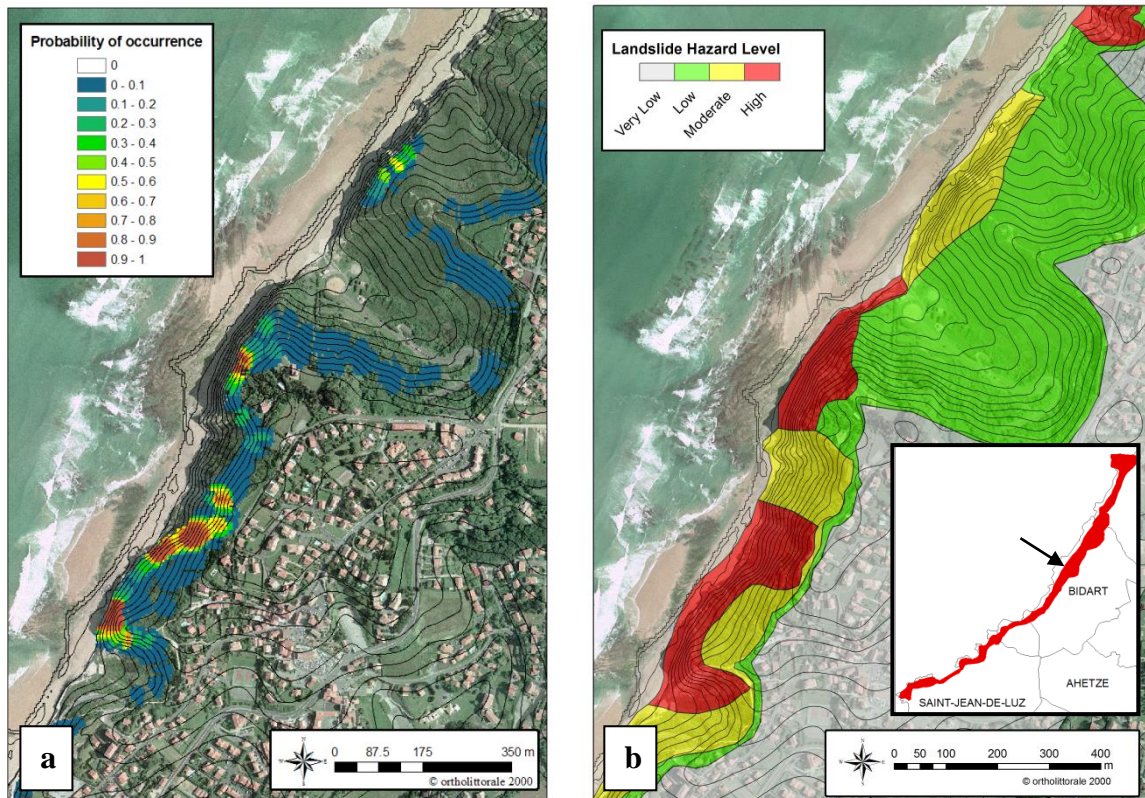 Probability of occurrence
0
0 - 0.1
0.1 - 0.2
0.2 - 0.3
0.3 - 0.4
0.4 - 0.5
0.5 - 0.6
0.6 - 0.7
0.7 - 0.8
0.8 - 0.9
0.9 - 1
a
N
E
S
0 87.5 175 350 m
© ortholittorale 2000
Landslide Hazard Level
Very Low
Low
Moderate
High
BIDART
AHETZE
SAINT-JEAN-DE-LUZ
b
N
E
S
0 50 100 200 300 400
m
© ortholittorale 2000